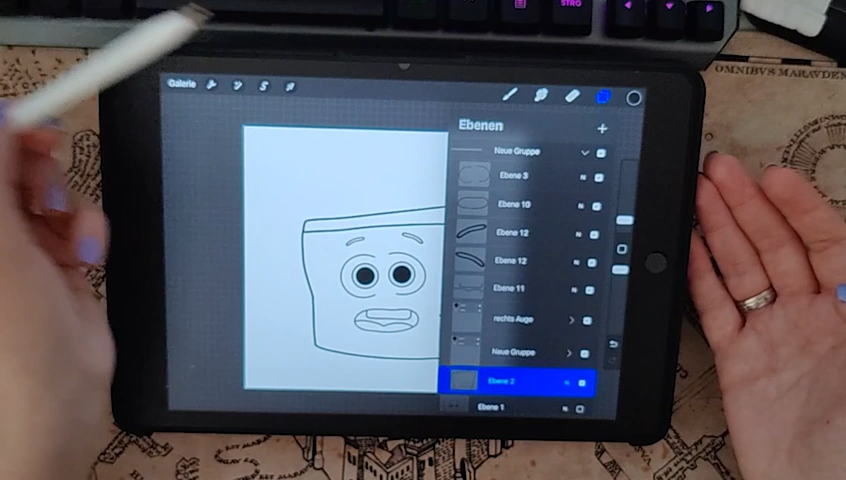 STRG
OMNIBVS MARAVDEN
Galerie
Ebenen
Neue Gruppe
Ebene 3
N
Ebene 10
N
Ebene 12
N
Ebene 12
N
Ebene 11
N
rechts Auge
Neue Gruppe
Ebene 2
N
Ebene 1
N